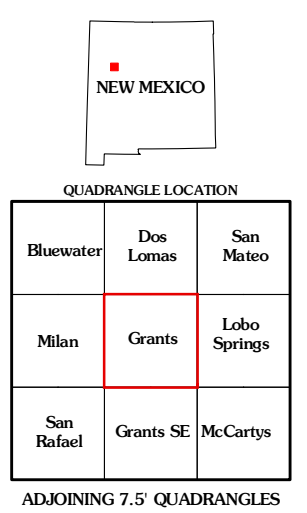 NEW MEXICO
QUADRANGLE LOCATION
Bluewater
Dos
Lomas
San
Mateo
Milan
Grants
Lobo
Springs
San
Rafael
Grants SE
McCartys
ADJOINING 7.5' QUADRANGLES